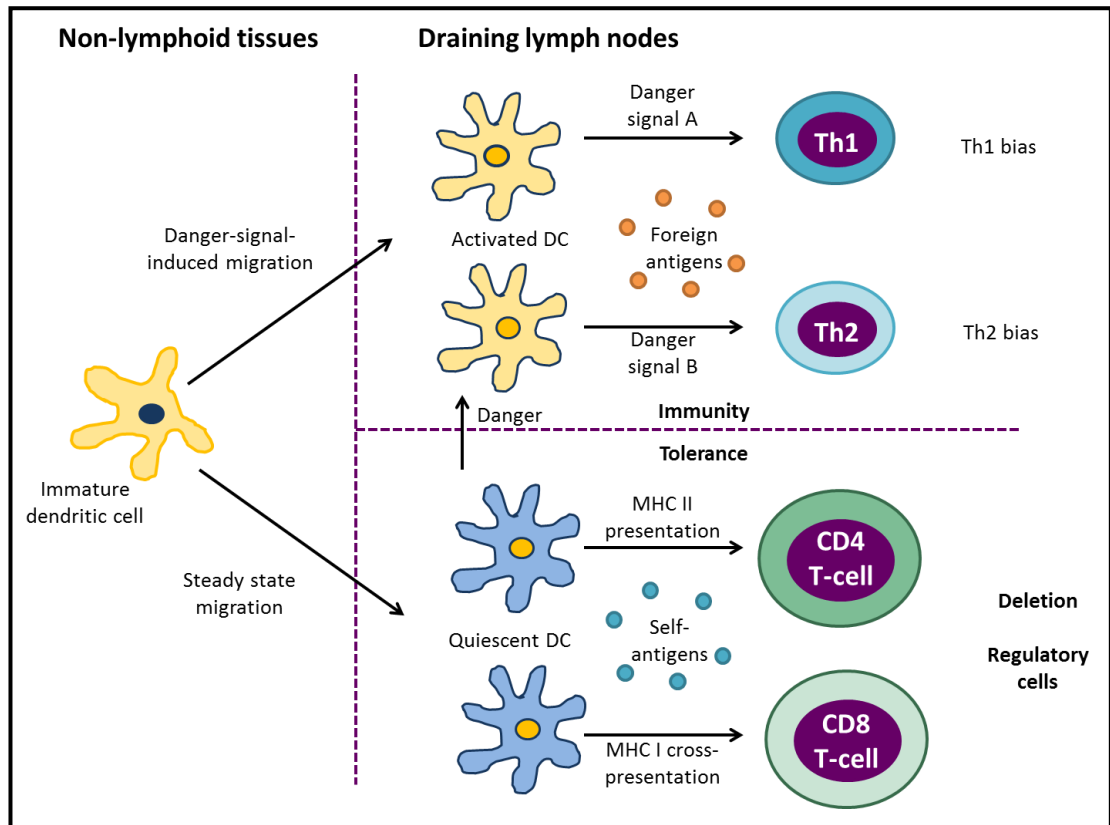 Non-lymphoid tissues
Draining lymph nodes
Danger
signal A
Th1
Th1 bias
Danger-signal-
induced migration
Activated DC
Foreign
antigens
Th2
Th2 bias
Danger
signal B
Danger
Immunity
Tolerance
Immature
dendritic cell
MHC II
presentation
CD4
T-cell
Steady state
migration
Quiescent DC
Self-
antigens
Deletion
Regulatory
cells
MHC I cross-
presentation
CD8
T-cell